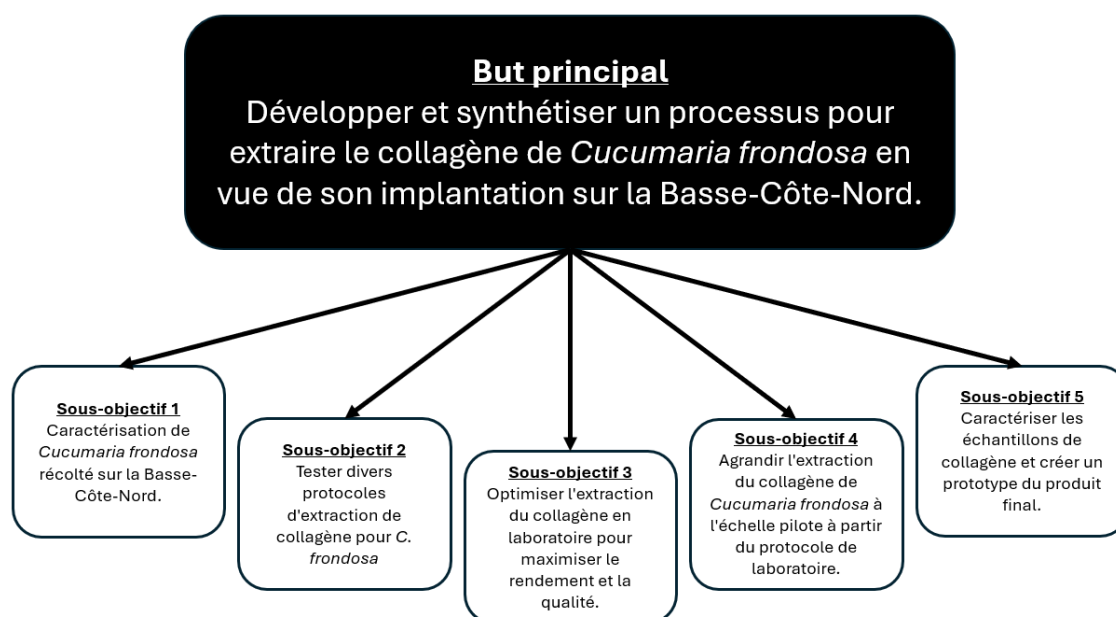 But principal
Développer et synthétiser un processus pour
extraire le collagène de Cucumaria frondosa en
vue de son implantation sur la Basse-Côte-Nord.
Sous-objectif 1
Caractérisation de
Cucumaria frondosa
récolté sur la Basse-
Côte-Nord.
Sous-objectif 2
Tester divers
protocoles
d'extraction de
collagène pour C.
frondosa
Sous-objectif 3
Optimiser l'extraction
du collagène en
laboratoire pour
maximiser le
rendement et la
qualité.
Sous-objectif 4
Agrandir l'extraction
du collagène de
Cucumaria frondosa à
l'échelle pilote à partir
du protocole de
laboratoire.
Sous-objectif 5
Caractériser les
échantillons de
collagène et créer un
prototype du produit
final.